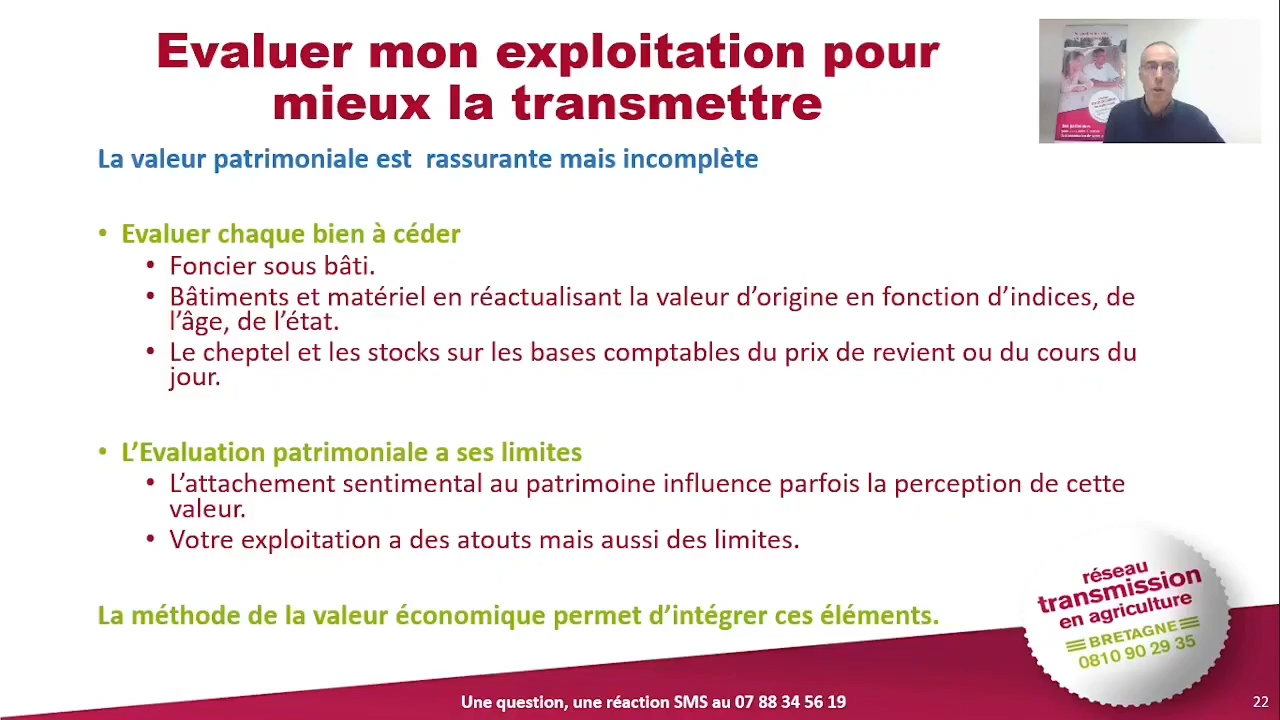 Evaluer mon exploitation pour
mieux la transmettre
La valeur patrimoniale est  rassurante mais incomplète
• Evaluer chaque bien à céder
• Foncier sous bâti.
• Bâtiments et matériel en réactualisant la valeur d’origine en fonction d’indices, de
l’âge, de l’état.
• Le cheptel et les stocks sur les bases comptables du prix de revient ou du cours du
jour.
• L’Evaluation patrimoniale a ses limites
• L’attachement sentimental au patrimoine influence parfois la perception de cette
valeur.
• Votre exploitation a des atouts mais aussi des limites.
La méthode de la valeur économique permet d’intégrer ces éléments.
réseau
transmission
en agriculture
BRETAGNE
0810 90 29 35
Une question, une réaction SMS au 07 88 34 56 19
22